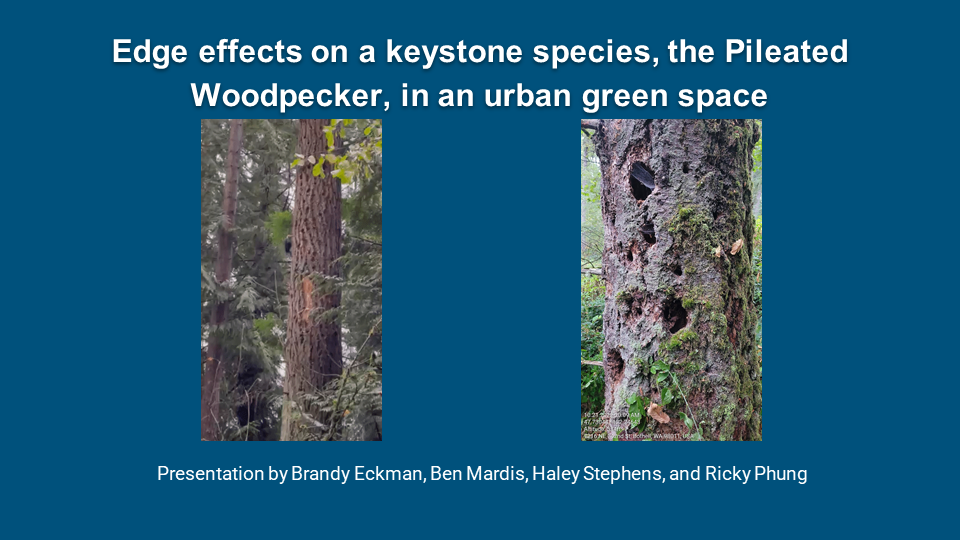 Edge effects on a keystone species, the Pileated
Woodpecker, in an urban green space
Presentation by Brandy Eckman, Ben Mardis, Haley Stephens, and Ricky Phung